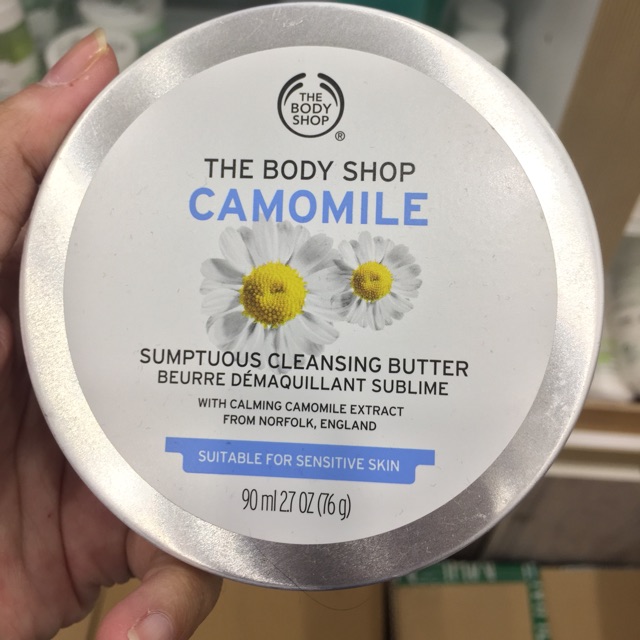 THE
BODY
SHOP
®
THE BODY SHOP
CAMOMILE
SUMPTUOUS CLEANSING BUTTER
BEURRE DÉMAQUILLANT SUBLIME
WITH CALMING CAMOMILE EXTRACT
FROM NORFOLK, ENGLAND
SUITABLE FOR SENSITIVE SKIN
90 ml 2.7 OZ (76 g)